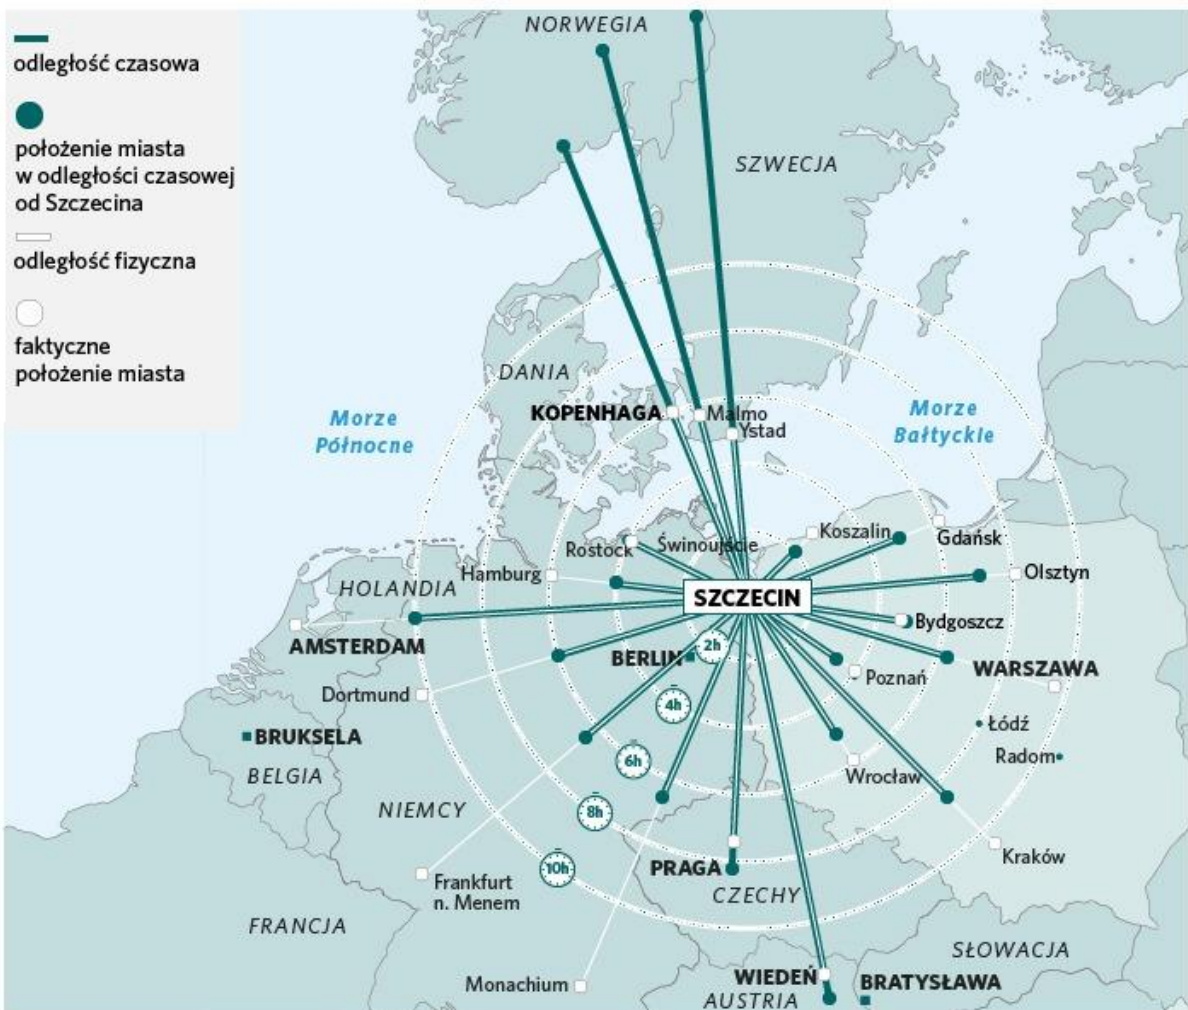 odległość czasowa
położenie miasta
w odległości czasowej
od Szczecina
odległość fizyczna
faktyczne
położenie miasta
NORWEGIA
SZWECJA
DANIA
Morze
Północne
KOPENHAGA
Malmo
Ystad
Morze
Bałtyckie
Koszalin
Gdańsk
Rostock
Świnoujście
Hamburg
Olsztyn
HOLANDIA
SZCZECIN
AMSTERDAM
Bydgoszcz
2h
BERLIN
WARSZAWA
Poznań
Dortmund
4h
Łódź
BRUKSELA
Radom
6h
BELGIA
Wrocław
NIEMCY
8h
Kraków
10h
PRAGA
Frankfurt
n. Menem
CZECHY
FRANCJA
SŁOWACJA
Monachium
WIEDEŃ
BRATYSŁAWA
AUSTRIA